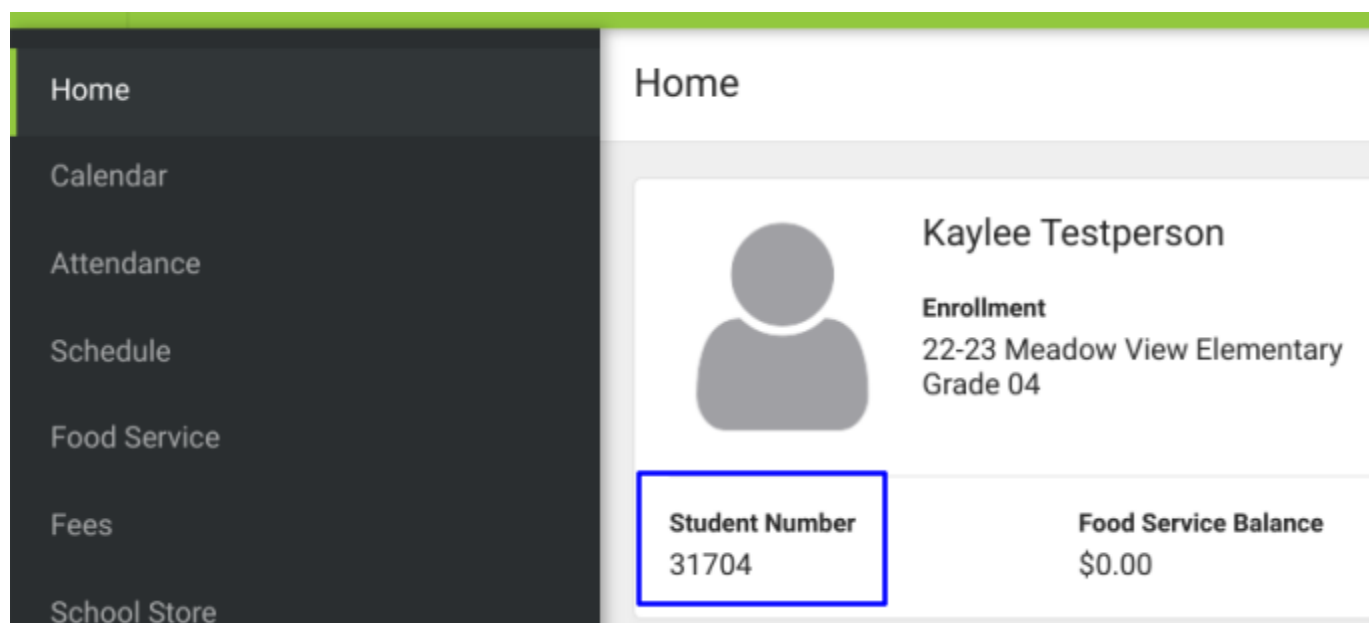 Home
Calendar
Attendance
Schedule
Food Service
Fees
School Store
Home
Kaylee Testperson
Enrollment
22-23 Meadow View Elementary
Grade 04
Student Number
31704
Food Service Balance
$0.00